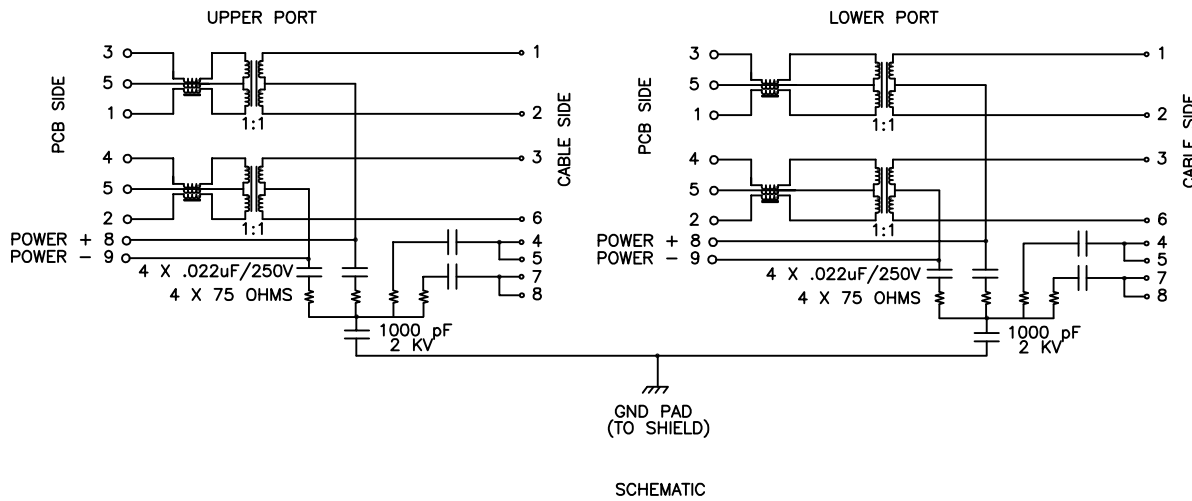 UPPER PORT
3
5
1
4
5
2
PCB SIDE
1:1
1:1
1
2
3
6
4
5
7
8
CABLE SIDE
POWER + 8
POWER - 9
4 X .022uF/250V
4 X 75 OHMS
1000 pF
2 KV
LOWER PORT
3
5
1
4
5
2
PCB SIDE
1:1
1:1
1
2
3
6
4
5
7
8
CABLE SIDE
POWER + 8
POWER - 9
4 X .022uF/250V
4 X 75 OHMS
1000 pF
2 KV
GND PAD
(TO SHIELD)
SCHEMATIC